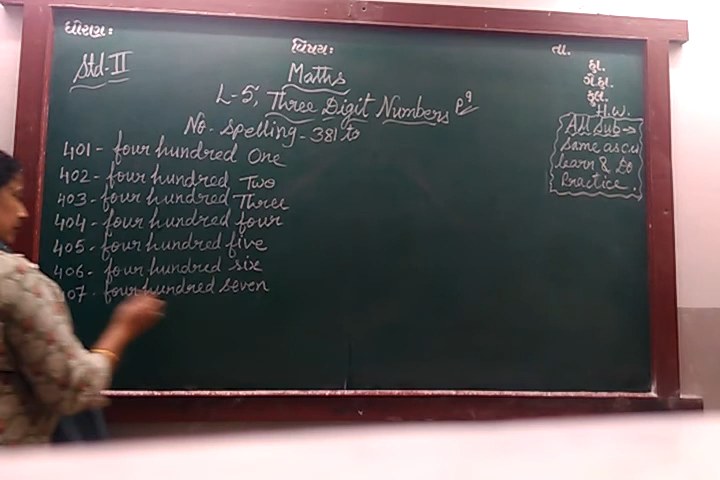 ધોરણ:
વિષય:
તા.
Std-II
Maths
હા.
ગે.હા.
કુલ.
L-5, Three Digit Numbers P 9
H.W.
No. spelling - 381 to
All Sub →
Same as c.w
learn & do
Practice.
401 - four hundred One
402 - four hundred Two
403 - four hundred Three
404 - four hundred four
405 - four hundred five
406 - four hundred six
407 - four hundred seven